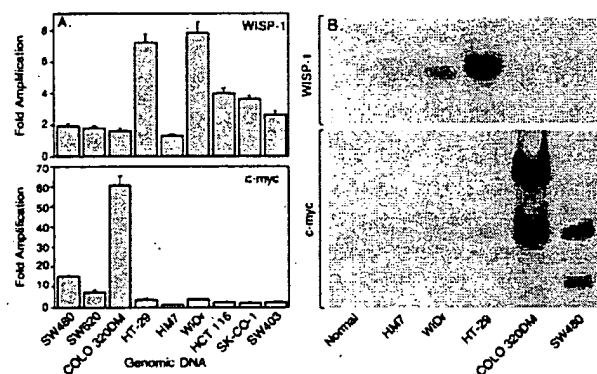 A.
WISP-1
Fold Amplification
8
6
4
2
0
c-myc
Fold Amplification
70
60
50
40
30
20
10
0
SW480
SW620
COLO 320DM
HT-29
HM7
WiDr
HCT 116
SK-CO-1
SW403
Genomic DNA
B.
WISP-1
c-myc
Normal
HM7
WiDr
HT-29
COLO 320DM
SW480